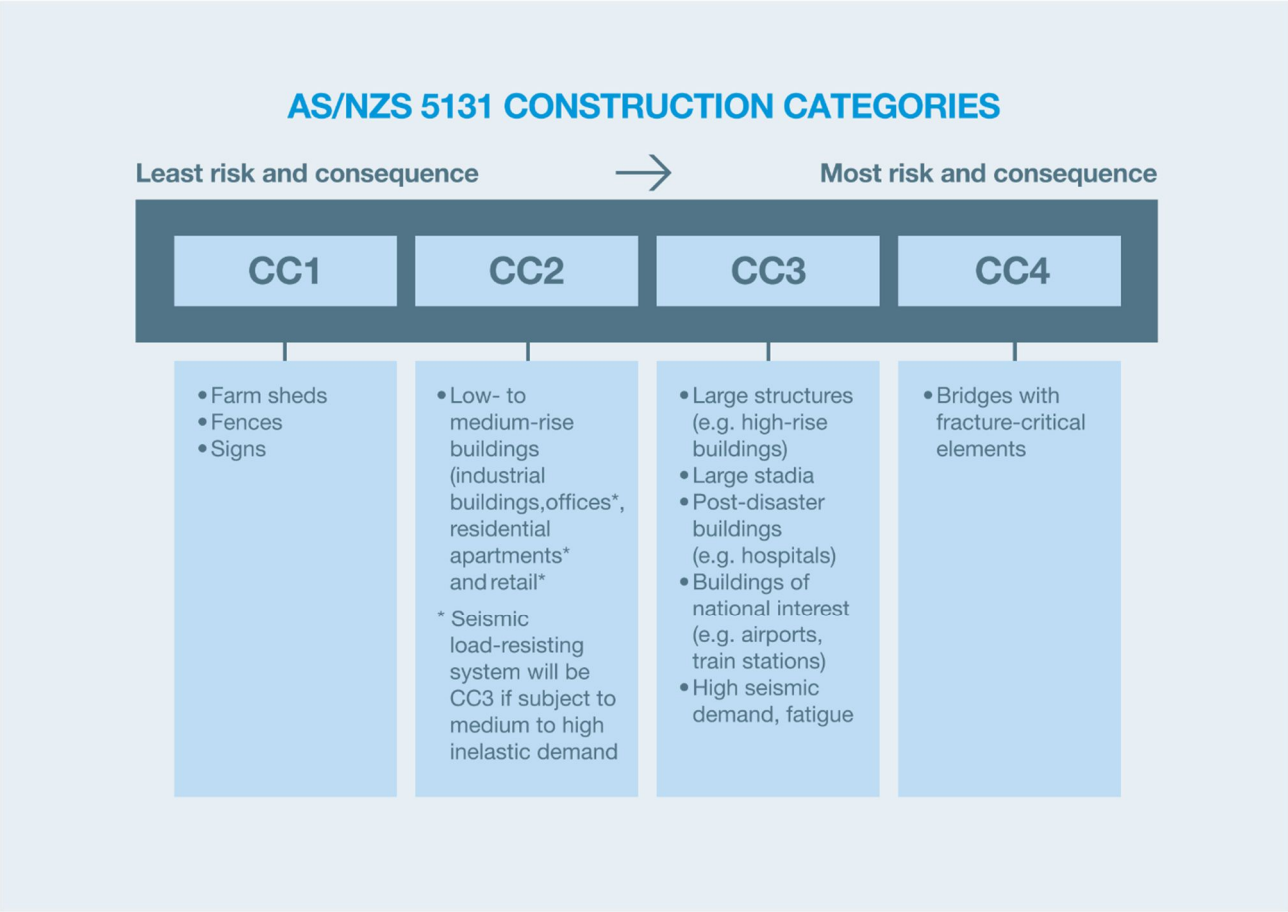 AS/NZS 5131 CONSTRUCTION CATEGORIES
Least risk and consequence → Most risk and consequence
CC1
CC2
CC3
CC4
• Farm sheds
• Fences
• Signs
• Low- to
medium-rise
buildings
(industrial
buildings,offices*,
residential
apartments*
and retail*
* Seismic
load-resisting
system will be
CC3 if subject to
medium to high
inelastic demand
• Large structures
(e.g. high-rise
buildings)
• Large stadia
• Post-disaster
buildings
(e.g. hospitals)
• Buildings of
national interest
(e.g. airports,
train stations)
• High seismic
demand, fatigue
• Bridges with
fracture-critical
elements